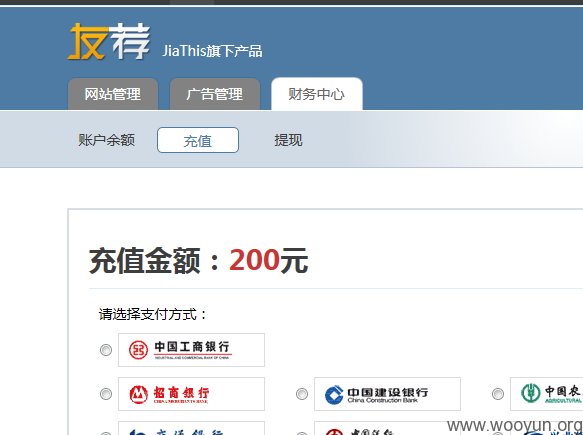 友荐 JiaThis旗下产品
网站管理 广告管理 财务中心
账户余额 充值 提现
充值金额：200元
请选择支付方式：
中国工商银行
INDUSTRIAL AND COMMERCIAL BANK OF CHINA
招商银行 中国建设银行 中国农
CHINA MERCHANTS BANK China Construction Bank AGRICULTURAL
www.wooyun.org